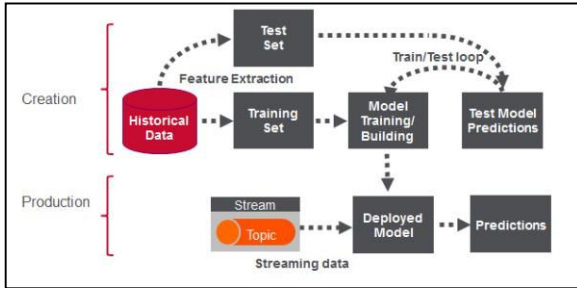 Test
Set
Train/Test loop
Feature Extraction
Creation
Historical
Data
Training
Set
Model
Training/
Building
Test Model
Predictions
Production
Stream
Topic
Deployed
Model
Predictions
Streaming data